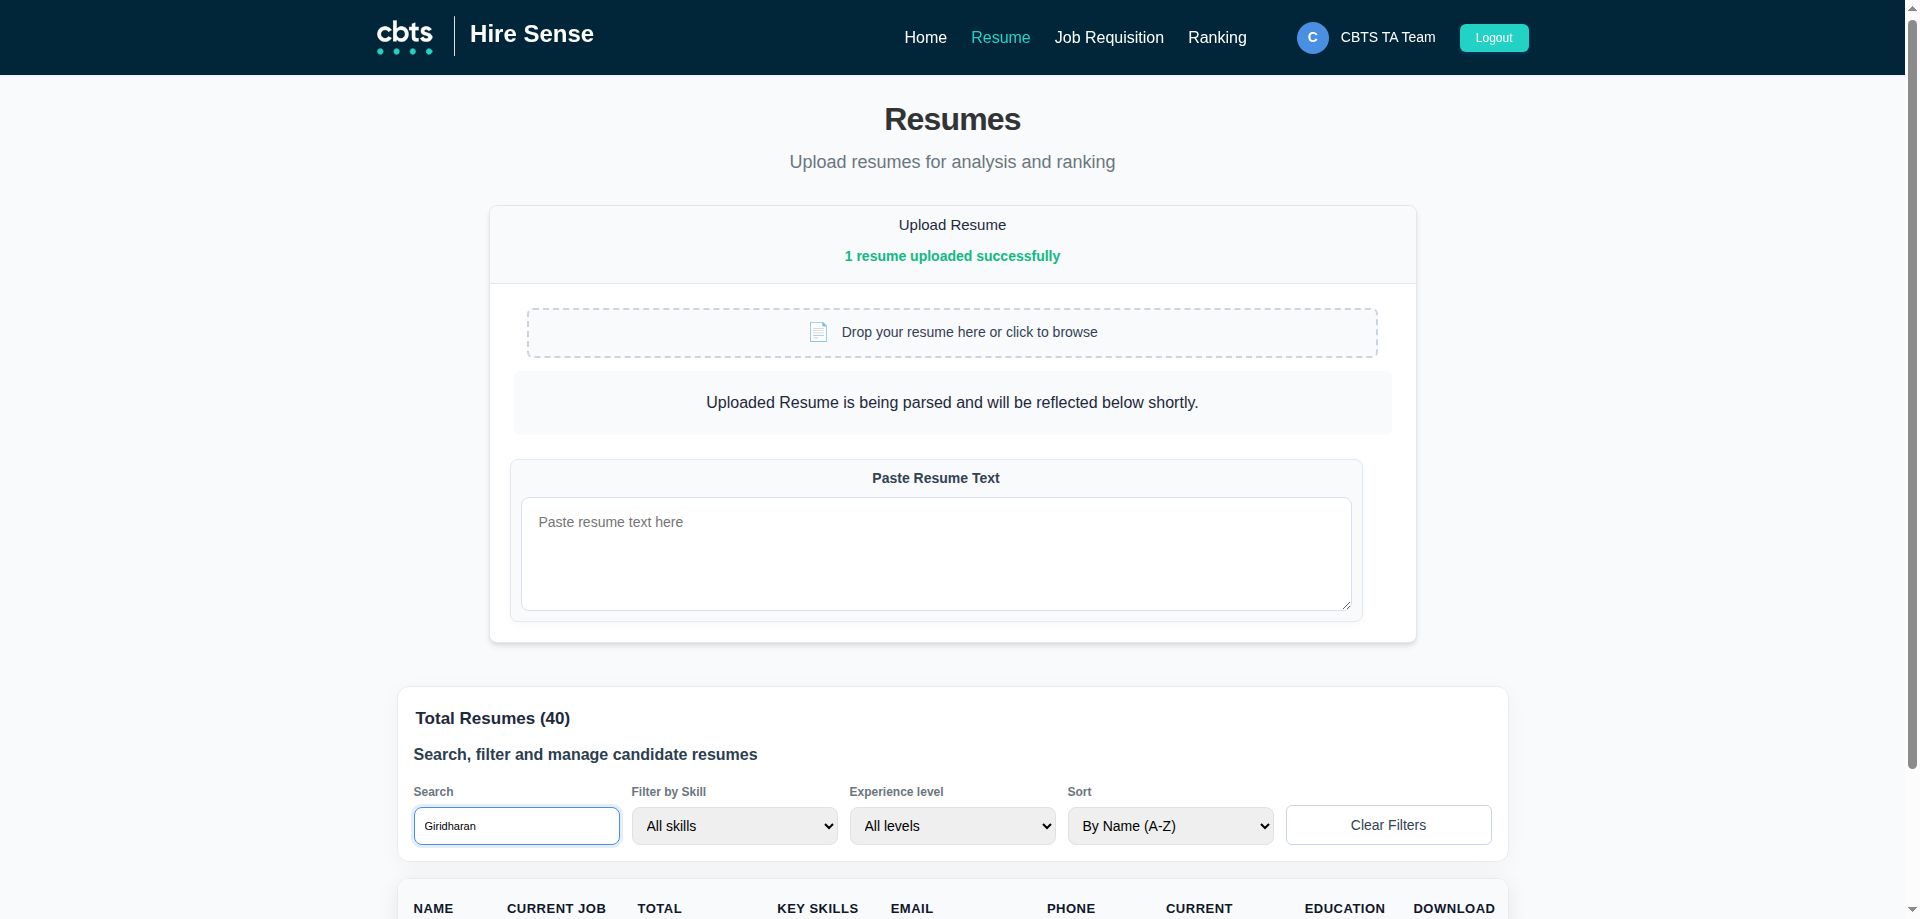 cbts
Hire Sense
Home Resume Job Requisition Ranking C CBTS TA Team Logout
Resumes
Upload resumes for analysis and ranking
Upload Resume
1 resume uploaded successfully
Drop your resume here or click to browse
Uploaded Resume is being parsed and will be reflected below shortly.
Paste Resume Text
Paste resume text here
Total Resumes (40)
Search, filter and manage candidate resumes
Search Filter by Skill Experience level Sort
Giridharan All skills All levels By Name (A-Z) Clear Filters
NAME CURRENT JOB TOTAL KEY SKILLS EMAIL PHONE CURRENT EDUCATION DOWNLOAD